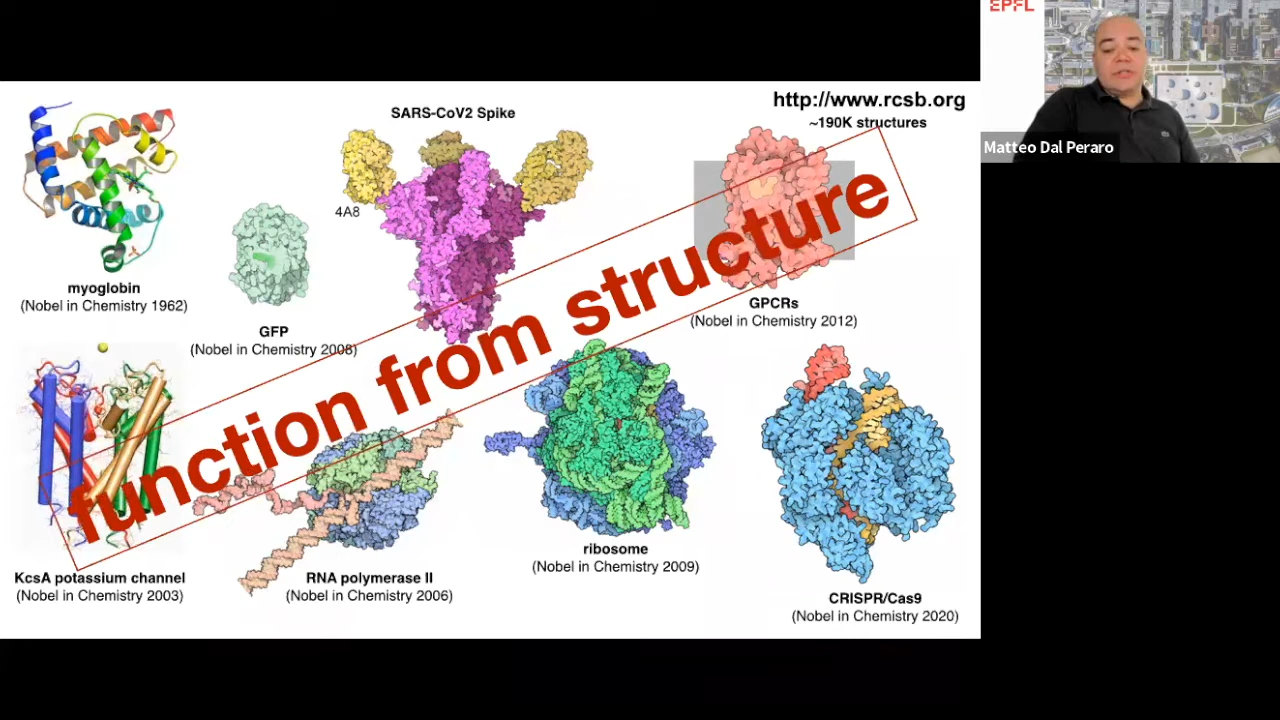 EPFL
Matteo Dal Peraro
http://www.rcsb.org
~190K structures
SARS-CoV2 Spike
4A8
myoglobin
(Nobel in Chemistry 1962)
GFP
(Nobel in Chemistry 2008)
GPCRs
(Nobel in Chemistry 2012)
function from structure
KcsA potassium channel
(Nobel in Chemistry 2003)
RNA polymerase II
(Nobel in Chemistry 2006)
ribosome
(Nobel in Chemistry 2009)
CRISPR/Cas9
(Nobel in Chemistry 2020)